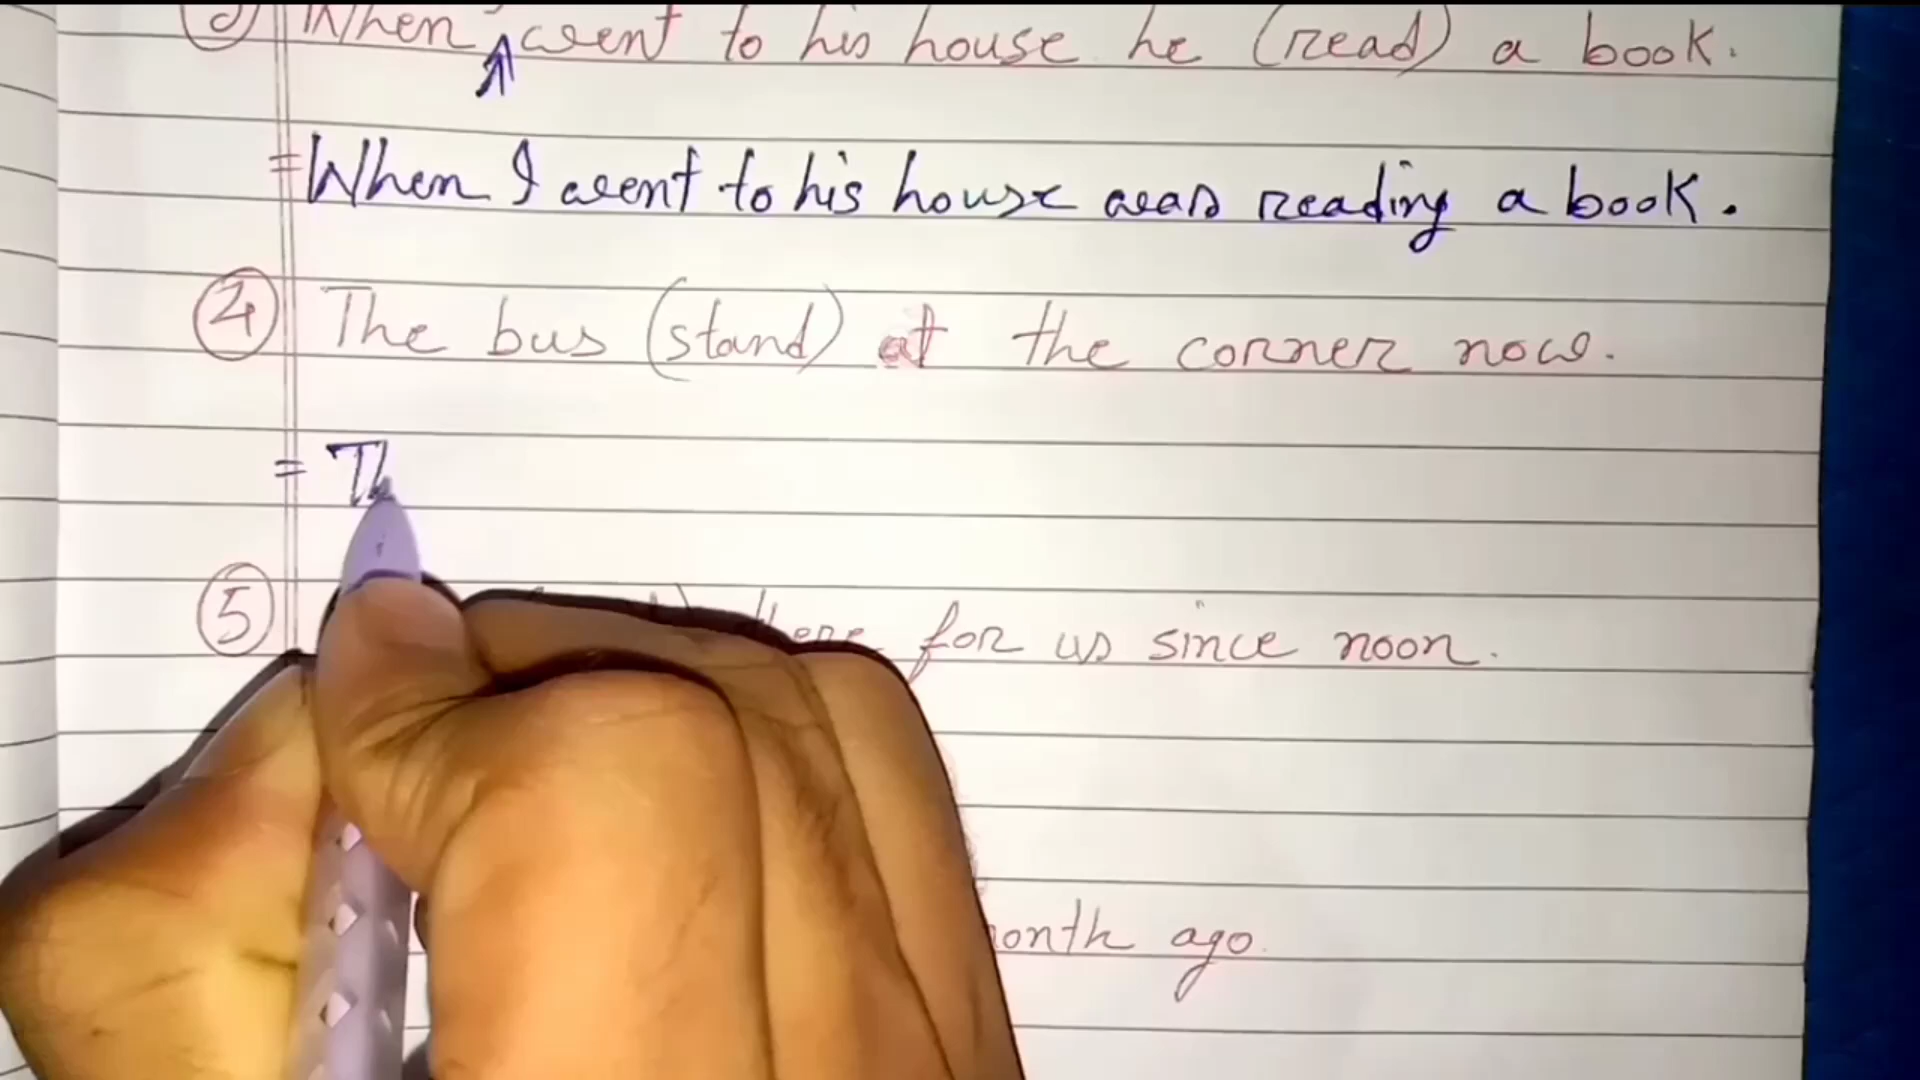 ③ When went to his house he (read) a book.
= When I went to his house was reading a book.
④ The bus (stand) at the corner now.
= Th
⑤ for us since noon.
ago.